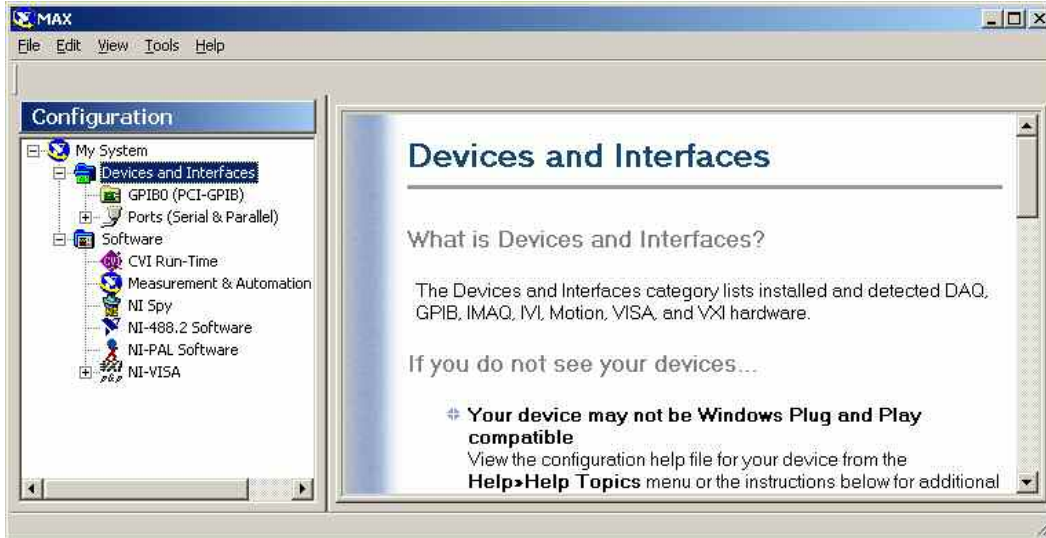 MAX
File Edit View Tools Help
Configuration
My System
Devices and Interfaces
GPIB0 (PCI-GPIB)
Ports (Serial & Parallel)
Software
CVI Run-Time
Measurement & Automation
NI Spy
NI-488.2 Software
NI-PAL Software
NI-VISA
Devices and Interfaces
What is Devices and Interfaces?
The Devices and Interfaces category lists installed and detected DAQ,
GPIB, IMAQ, IVI, Motion, VISA, and VXI hardware.
If you do not see your devices...
Your device may not be Windows Plug and Play
compatible
View the configuration help file for your device from the
Help»Help Topics menu or the instructions below for additional